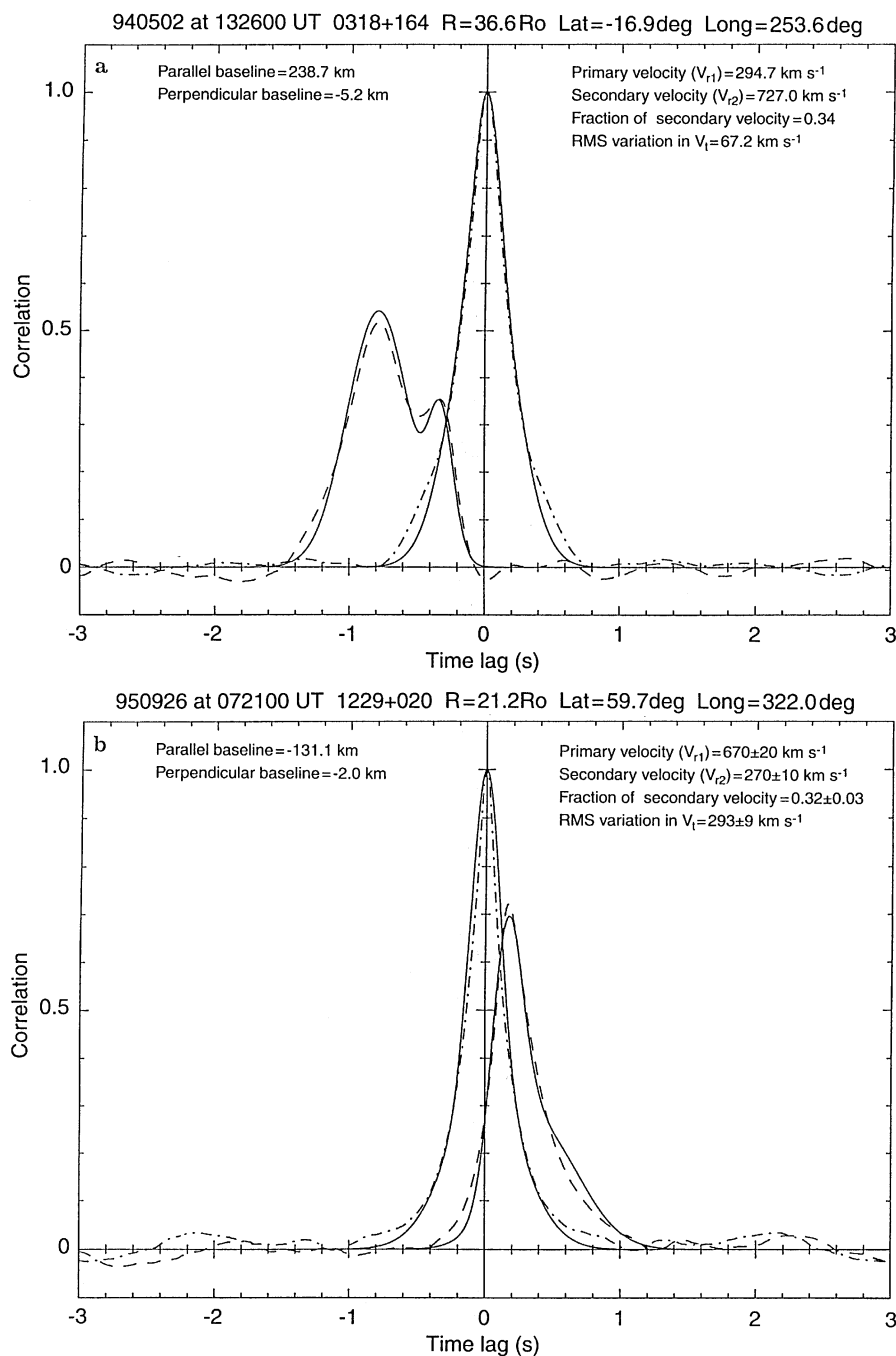 940502 at 132600 UT 0318+164 R=36.6Ro Lat=-16.9deg Long=253.6deg
a
Parallel baseline=238.7 km
Perpendicular baseline=-5.2 km
Primary velocity (Vr1)=294.7 km s-1
Secondary velocity (Vr2)=727.0 km s-1
Fraction of secondary velocity=0.34
RMS variation in Vt=67.2 km s-1
1.0
0.5
0
Correlation
-3 -2 -1 0 1 2 3
Time lag (s)
950926 at 072100 UT 1229+020 R=21.2Ro Lat=59.7deg Long=322.0deg
b
Parallel baseline=-131.1 km
Perpendicular baseline=-2.0 km
Primary velocity (Vr1)=670±20 km s-1
Secondary velocity (Vr2)=270±10 km s-1
Fraction of secondary velocity=0.32±0.03
RMS variation in Vt=293±9 km s-1
1.0
0.5
0
Correlation
-3 -2 -1 0 1 2 3
Time lag (s)